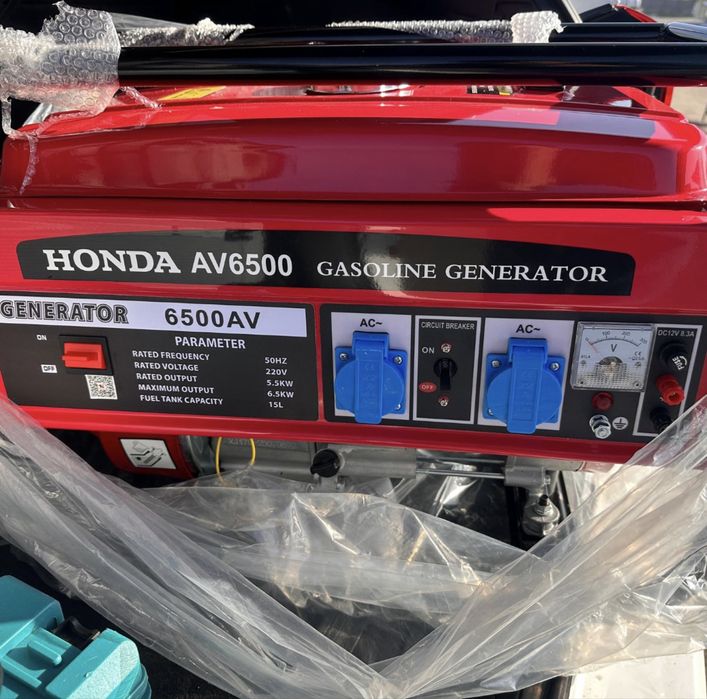 HONDA AV6500 GASOLINE GENERATOR
GENERATOR 6500AV
PARAMETER
RATED FREQUENCY 50HZ
RATED VOLTAGE 220V
RATED OUTPUT 5.5KW
MAXIMUM OUTPUT 6.5KW
FUEL TANK CAPACITY 15L
ON
OFF
AC~
CIRCUIT BREAKER
ON
OFF
AC~
V
DC12V 8.3A
FUSE